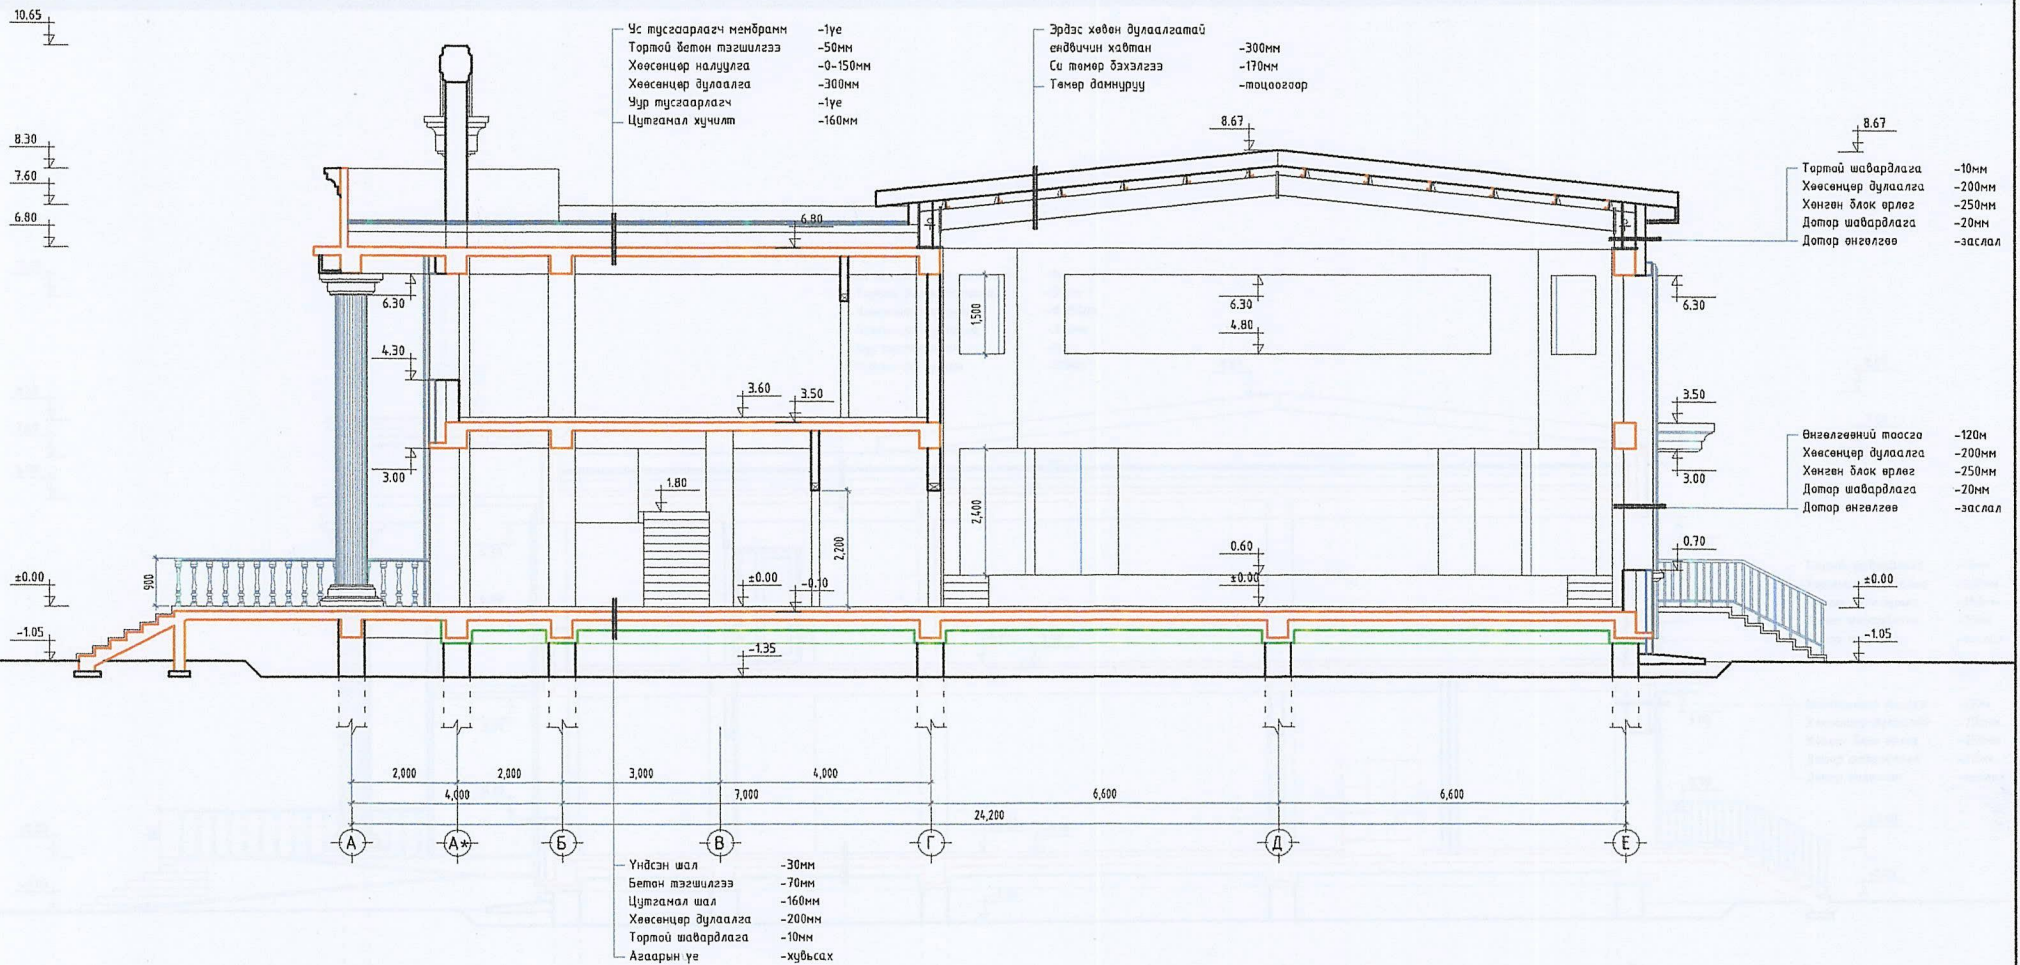 10.65
8.30
7.60
6.80
±0.00
-1.05
Ус тусгаарлагч мембрамм -1үе
Тортой бетон тэгшилгээ -50мм
Хөөсөнцөр налуулга -0-150мм
Хөөсөнцөр дулаалга -300мм
Уур тусгаарлагч -1үе
Цутгамал хучилт -160мм
Эрдэс хөвөн дулаалгатай
сэндвичин хавтан -300мм
Си төмөр бэхэлгээ -170мм
Төмөр дамнуруу -тоцоогоор
8.67
8.67
Тортой шавардлага -10мм
Хөөсөнцөр дулаалга -200мм
Хөнгөн блок өрлөг -250мм
Дотор шавардлага -20мм
Дотор өнгөлгөө -заслал
6.80
6.30
4.30
3.00
3.60
3.50
1.80
2,200
900
±0.00
-0.10
-1.35
1,500
2,400
6.30
4.80
0.60
±0.00
6.30
3.50
3.00
0.70
±0.00
-1.05
Өнгөлгөөний тоосго -120м
Хөөсөнцөр дулаалга -200мм
Хөнгөн блок өрлөг -250мм
Дотор шавардлага -20мм
Дотор өнгөлгөө -заслал
2,000 2,000 3,000 4,000
4,000 7,000 6,600 6,600
24,200
А А* Б В Г Д Е
Үндсэн шал -30мм
Бетон тэгшилгээ -70мм
Цутгамал шал -160мм
Хөөсөнцөр дулаалга -200мм
Тортой шавардлага -10мм
Агаарын үе -хувьсах